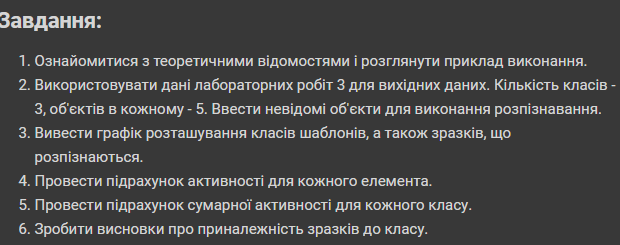 Завдання:
1. Ознайомитися з теоретичними відомостями і розглянути приклад виконання.
2. Використовувати дані лабораторних робіт 3 для вихідних даних. Кількість класів -
3, об'єктів в кожному - 5. Ввести невідомі об'єкти для виконання розпізнавання.
3. Вивести графік розташування класів шаблонів, а також зразків, що
розпізнаються.
4. Провести підрахунок активності для кожного елемента.
5. Провести підрахунок сумарної активності для кожного класу.
6. Зробити висновки про приналежність зразків до класу.